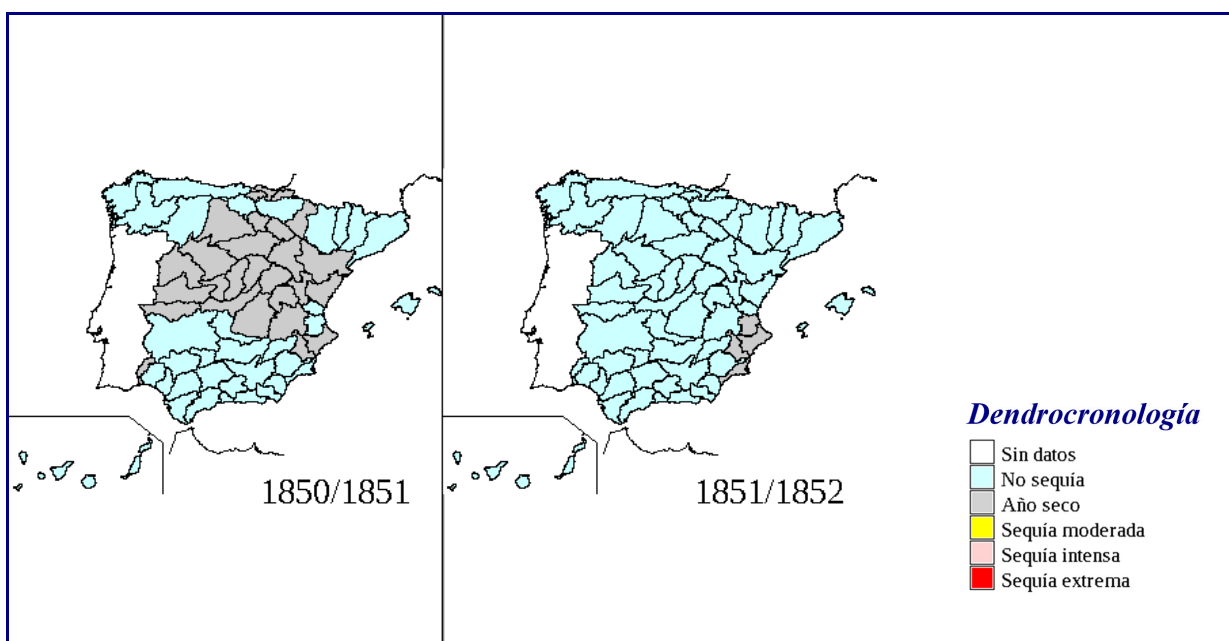 1850/1851
1851/1852
Dendrocronología
Sin datos
No sequía
Año seco
Sequía moderada
Sequía intensa
Sequía extrema